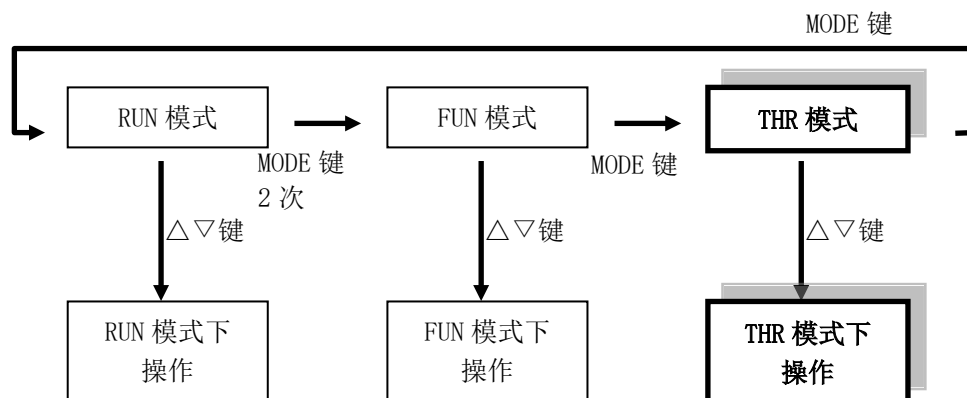 MODE 键
RUN 模式
FUN 模式
THR 模式
MODE 键
2 次
MODE 键
△▽键
△▽键
△▽键
RUN 模式下
操作
FUN 模式下
操作
THR 模式下
操作